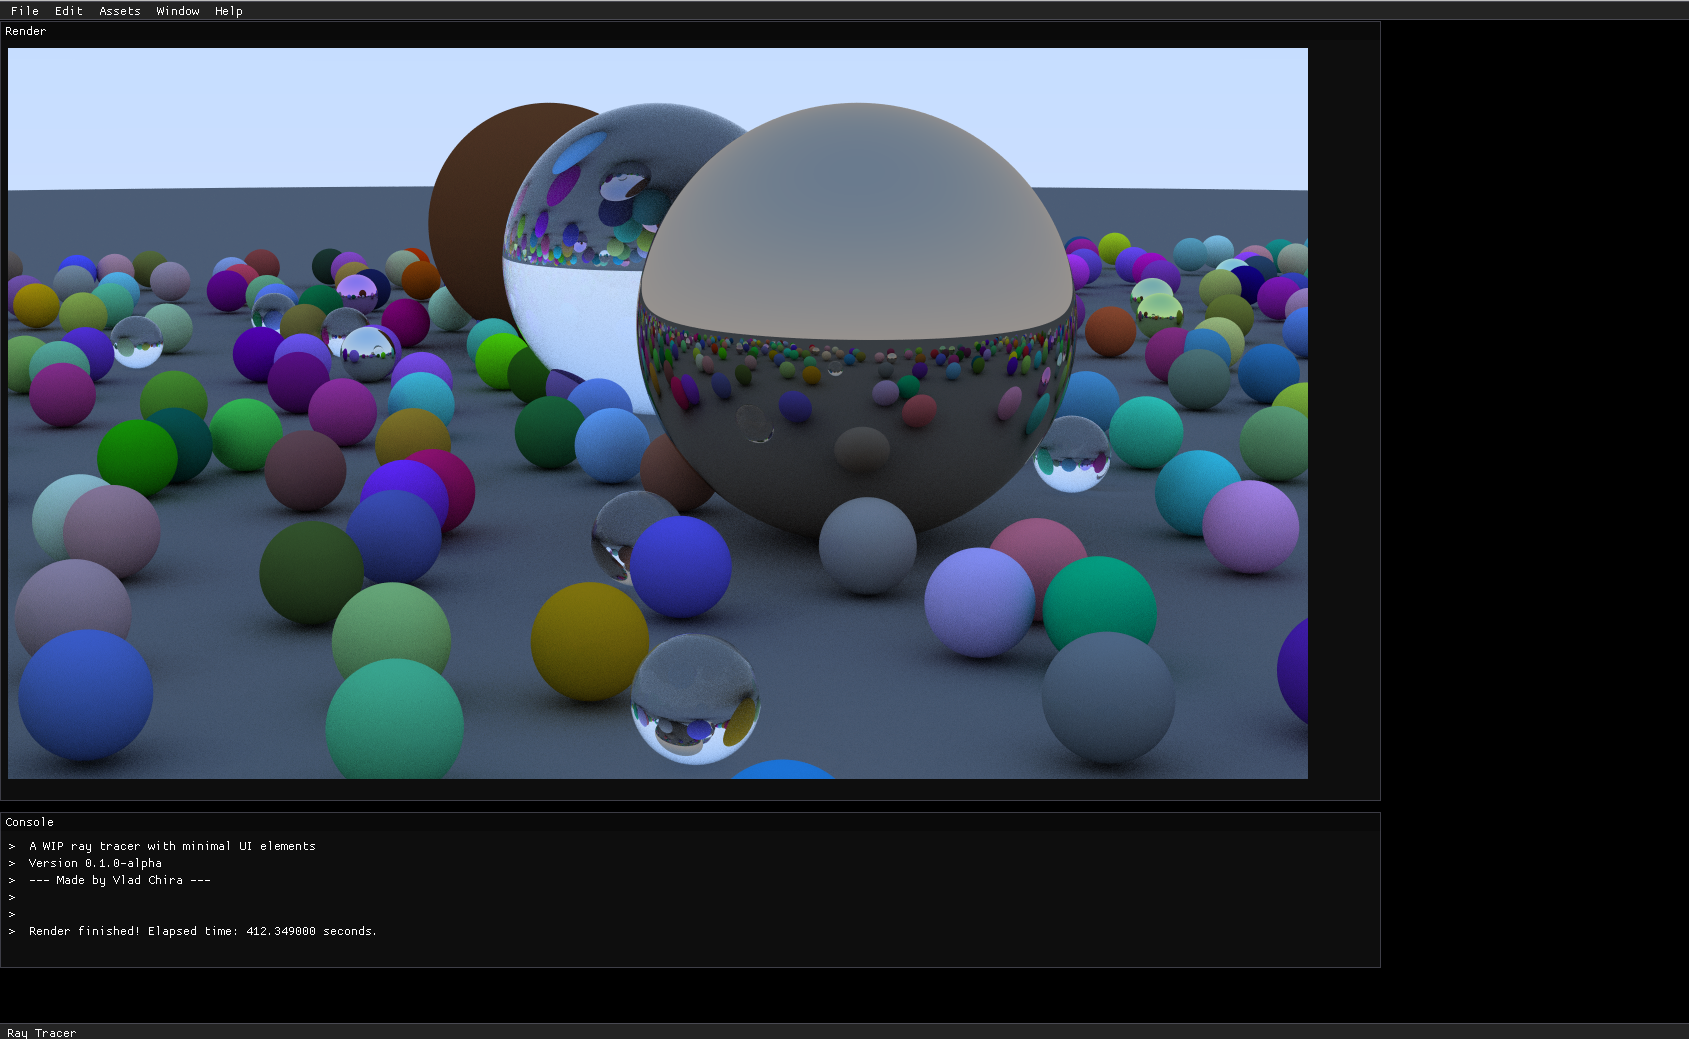 File Edit Assets Window Help
Render
Console
> A WIP ray tracer with minimal UI elements
> Version 0.1.0-alpha
> --- Made by Vlad Chira ---
>
>
> Render finished! Elapsed time: 412.349000 seconds.
Ray Tracer